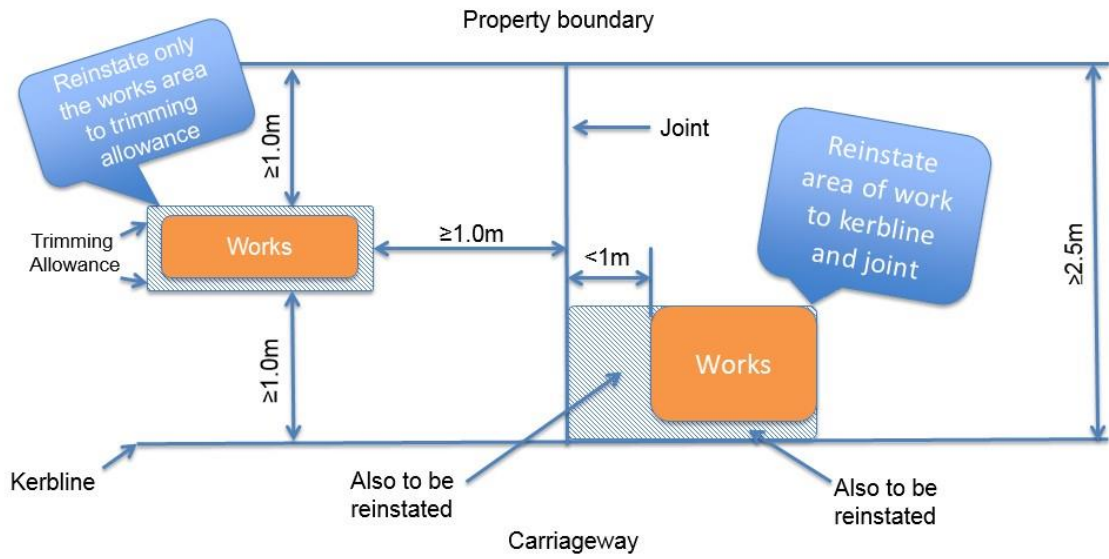 Property boundary
Reinstate only
the works area
to trimming
allowance
≥1.0m
Joint
Reinstate
area of work
to kerbline
and joint
Trimming
Allowance
Works
≥1.0m
<1m
≥2.5m
≥1.0m
Works
Kerbline
Also to be
reinstated
Also to be
reinstated
Carriageway